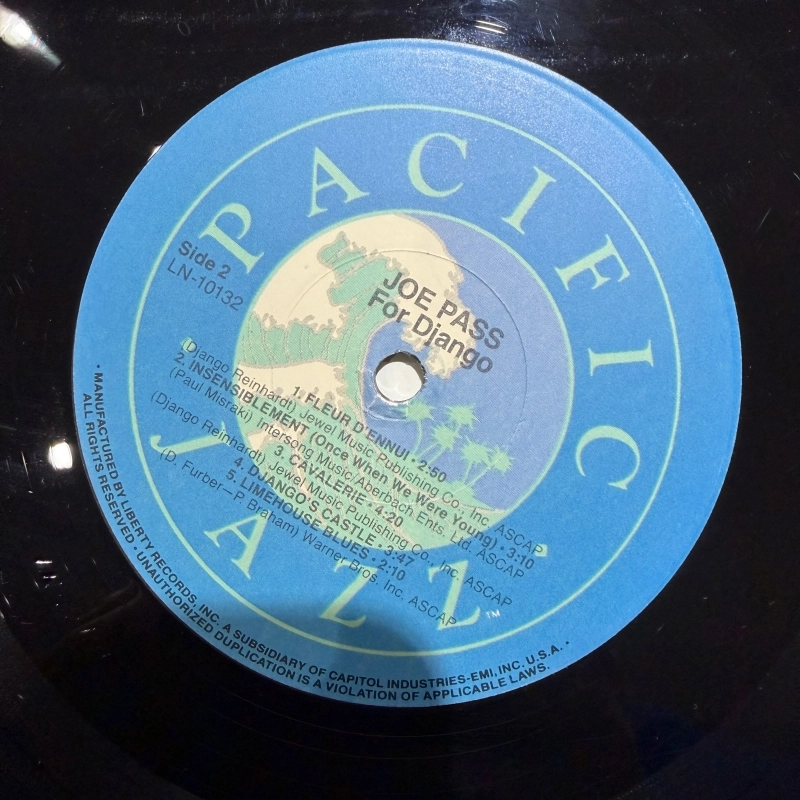 PACIFIC
JAZZ
TM
Side 2
LN-10132
JOE PASS
For Django
1. FLEUR D'ENNUI • 2:50
(Django Reinhardt) Jewel Music Publishing Co., Inc. ASCAP
2. INSENSIBLEMENT (Once When We Were Young) • 3:10
(Paul Misraki) Intersong Music Aberbach Ents. Ltd. ASCAP
3. CAVALERIE • 4:20
(Django Reinhardt) Jewel Music Publishing Co., Inc. ASCAP
4. DJANGO'S CASTLE • 3:47
5. LIMEHOUSE BLUES • 2:10
(D. Furber—P. Braham) Warner Bros. Inc. ASCAP
• MANUFACTURED BY LIBERTY RECORDS, INC. A SUBSIDIARY OF CAPITOL INDUSTRIES-EMI, INC. U.S.A. •
ALL RIGHTS RESERVED • UNAUTHORIZED DUPLICATION IS A VIOLATION OF APPLICABLE LAWS.